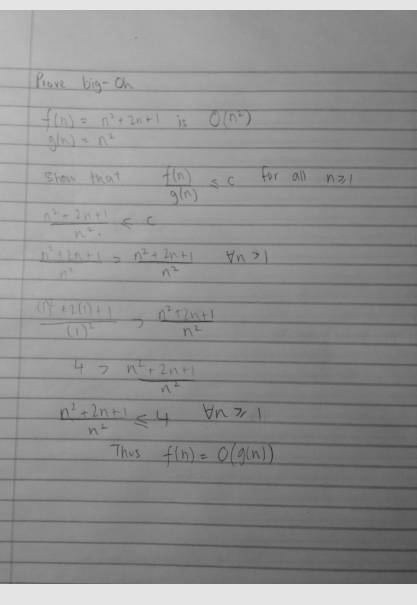 Prove big-Oh
f(n) = n² + 2n + 1 is O(n²)
g(n) = n²
Show that f(n)/g(n) ≤ c for all n ≥ 1
n² + 2n + 1/n² ≤ c
n² + 2n + 1/n² > n² + 2n + 1/n² ∀n > 1
(1)² + 2(1) + 1/(1)² > n² + 2n + 1/n²
4 > n² + 2n + 1/n²
n² + 2n + 1/n² ≤ 4 ∀n ≥ 1
Thus f(n) = O(g(n))